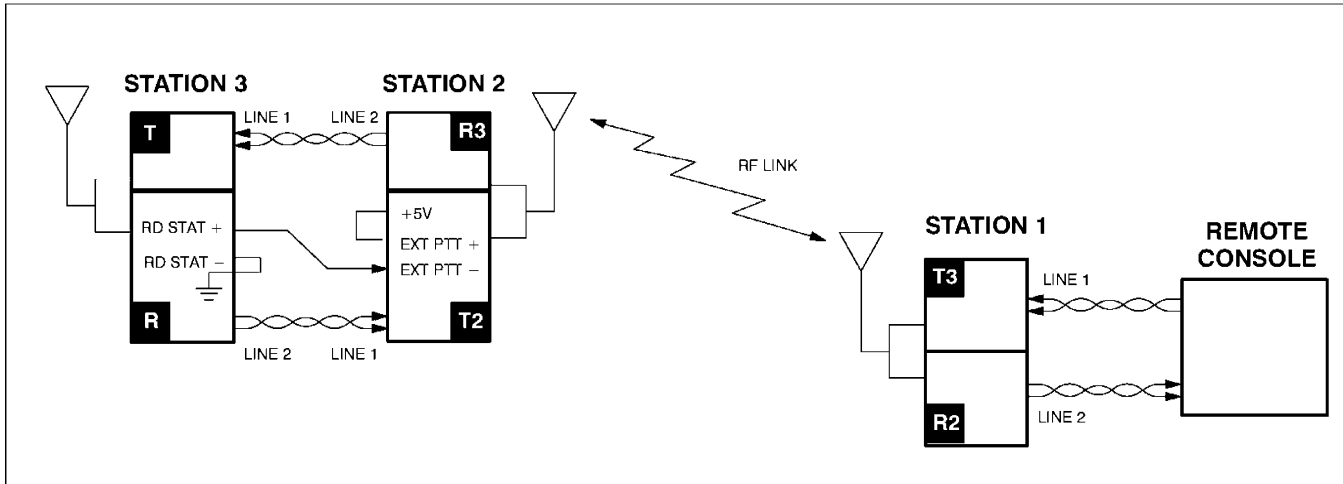 STATION 3
STATION 2
T
LINE 1
LINE 2
R3
RF LINK
RD STAT +
RD STAT –
+5V
EXT PTT +
EXT PTT –
R
LINE 2
LINE 1
T2
STATION 1
REMOTE
CONSOLE
T3
LINE 1
R2
LINE 2